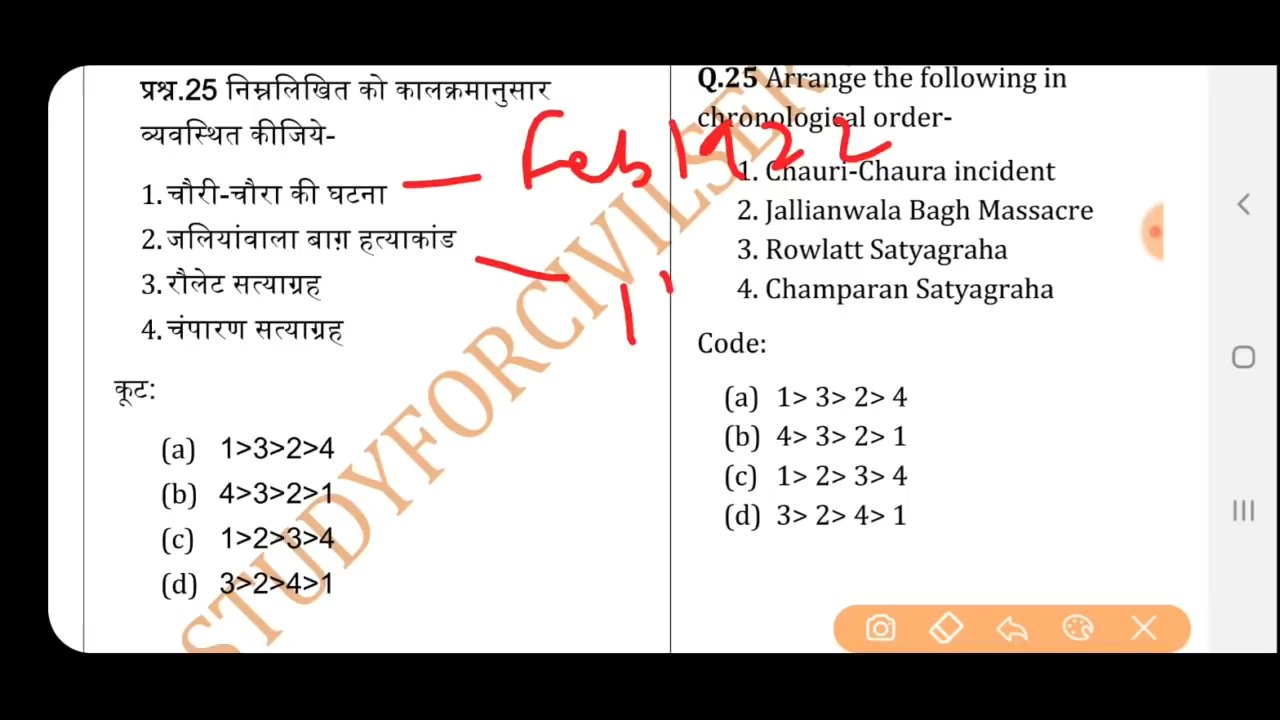 प्रश्न.25 निम्नलिखित को कालक्रमानुसार
व्यवस्थित कीजिये-
1. चौरी-चौरा की घटना
2. जलियांवाला बाग़ हत्याकांड
3. रौलेट सत्याग्रह
4. चंपारण सत्याग्रह
कूट:
(a) 1>3>2>4
(b) 4>3>2>1
(c) 1>2>3>4
(d) 3>2>4>1
Feb 1922
Q.25 Arrange the following in
chronological order-
1. Chauri-Chaura incident
2. Jallianwala Bagh Massacre
3. Rowlatt Satyagraha
4. Champaran Satyagraha
Code:
(a) 1> 3> 2> 4
(b) 4> 3> 2> 1
(c) 1> 2> 3> 4
(d) 3> 2> 4> 1
STUDYFORCIVILSER